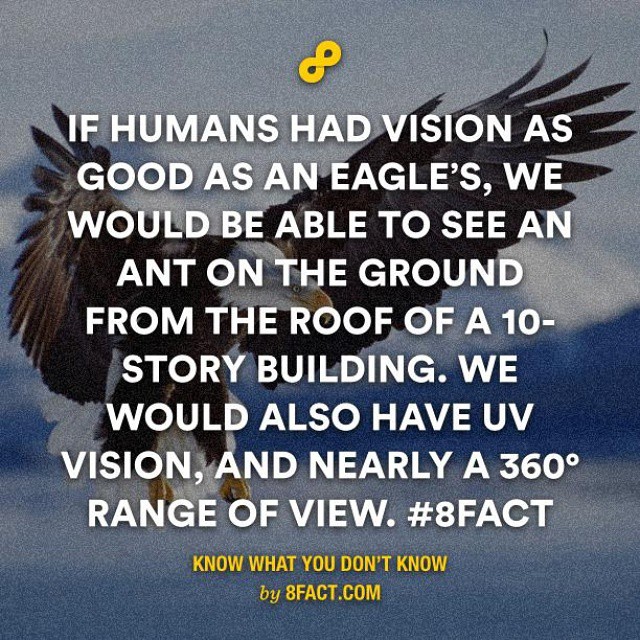 IF HUMANS HAD VISION AS
GOOD AS AN EAGLE'S, WE
WOULD BE ABLE TO SEE AN
ANT ON THE GROUND
FROM THE ROOF OF A 10-
STORY BUILDING. WE
WOULD ALSO HAVE UV
VISION, AND NEARLY A 360°
RANGE OF VIEW. #8FACT
KNOW WHAT YOU DON'T KNOW
by 8FACT.COM